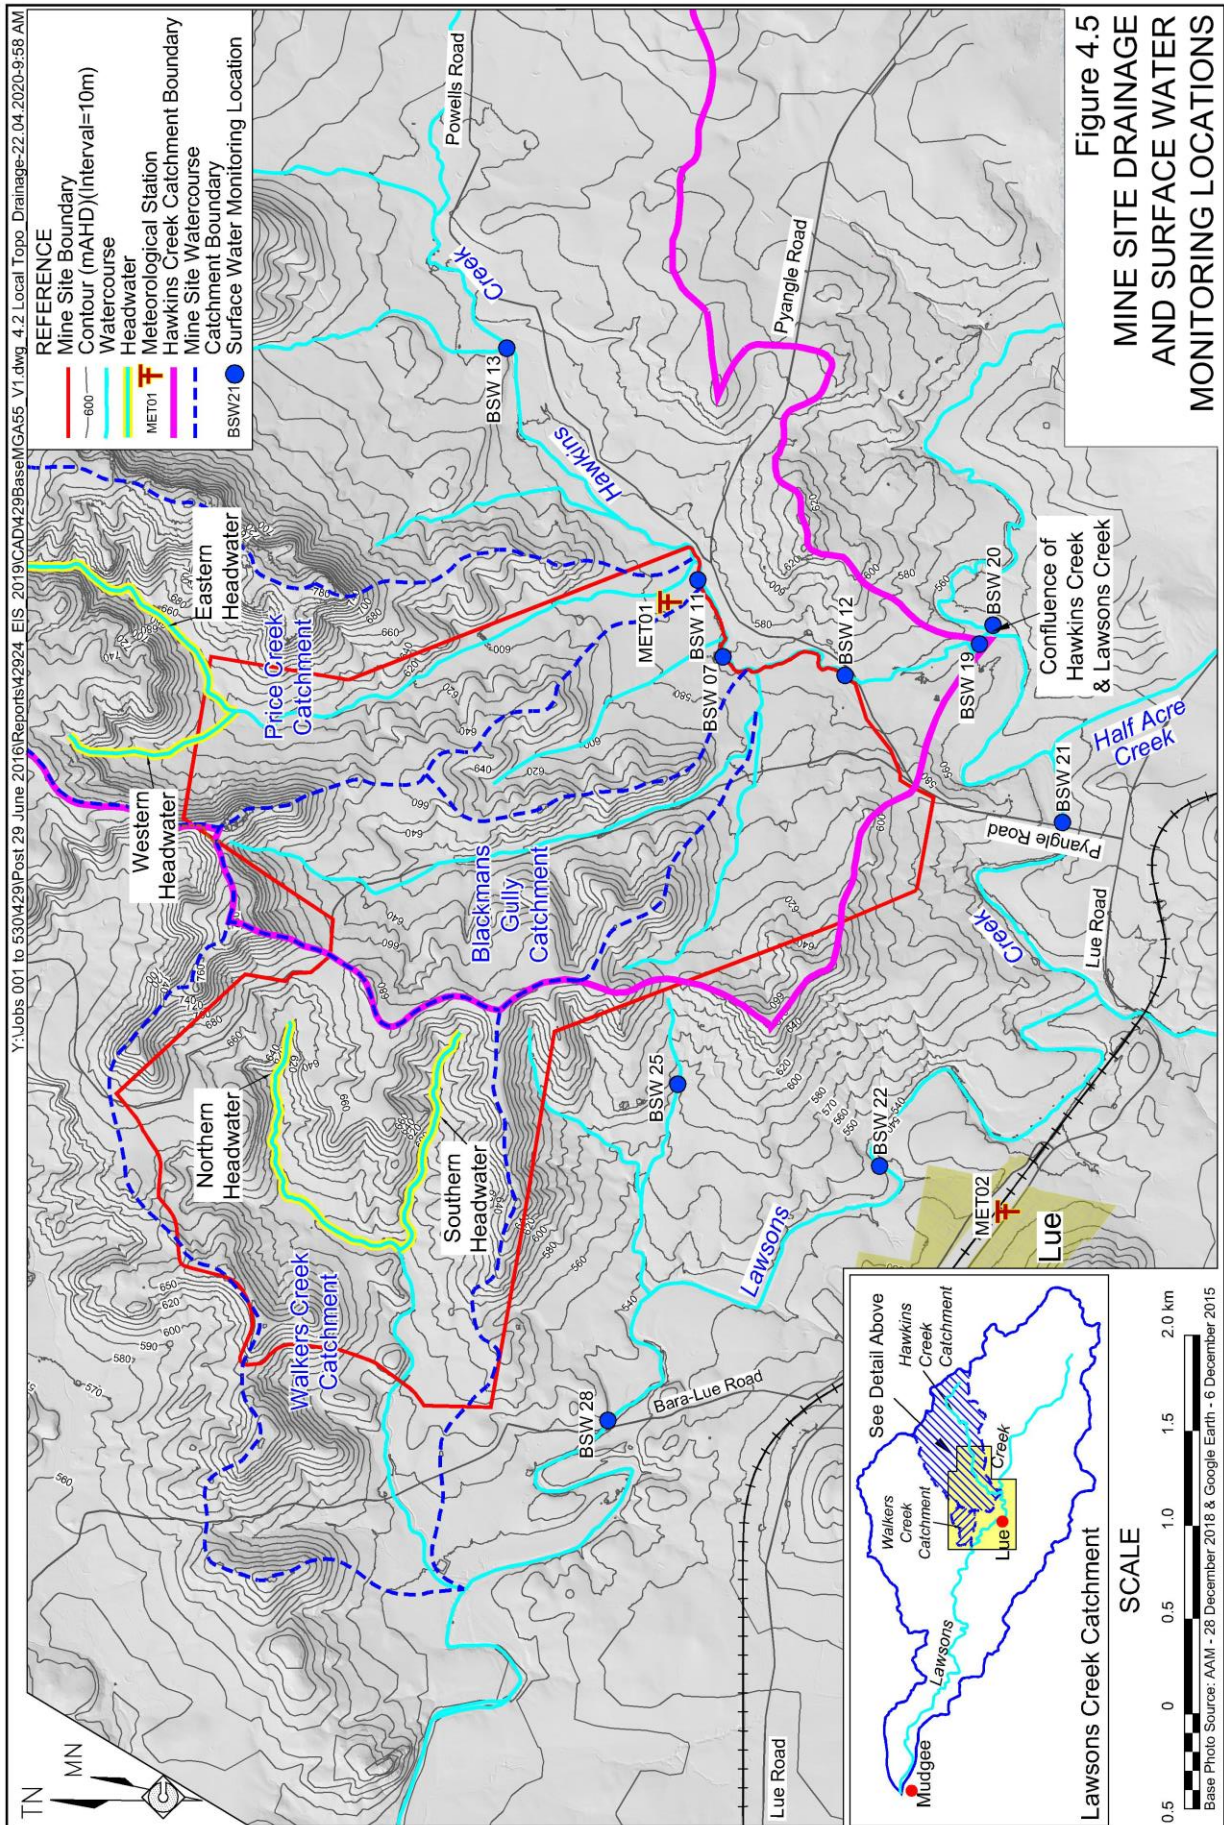 Y:\Jobs 001 to 530\429\Post 29 June 2016\Reports\42924_EIS_2019\CAD\429BaseMGA55_V1.dwg_4.2 Local Topo_Drainage-22.04.2020-9:58 AM
TN
MN
REFERENCE
Mine Site Boundary
600
Contour (mAHD)(Interval=10m)
Watercourse
Headwater
MET01
Meteorological Station
Hawkins Creek Catchment Boundary
Mine Site Watercourse
Catchment Boundary
BSW21
Surface Water Monitoring Location
Northern
Headwater
Southern
Headwater
Western
Headwater
Eastern
Headwater
Walkers Creek
Catchment
Blackmans
Gully
Catchment
Price Creek
Catchment
Hawkins
Creek
Powells Road
BSW 13
MET01
BSW 11
BSW 07
BSW 12
Pyangle Road
BSW 19
BSW 20
Confluence of
Hawkins Creek
& Lawsons Creek
Half Acre
Creek
BSW 21
Pyangle Road
Creek
Lue Road
BSW 25
BSW 22
Lawsons
MET02
Lue
BSW 28
Bara-Lue Road
Lue Road
See Detail Above
Hawkins
Creek
Catchment
Walkers
Creek
Catchment
Creek
Lue
Lawsons
Mudgee
Lawsons Creek Catchment
SCALE
0.5 0 0.5 1.0 1.5 2.0 km
Base Photo Source: AAM - 28 December 2018 & Google Earth - 6 December 2015
Figure 4.5
MINE SITE DRAINAGE
AND SURFACE WATER
MONITORING LOCATIONS